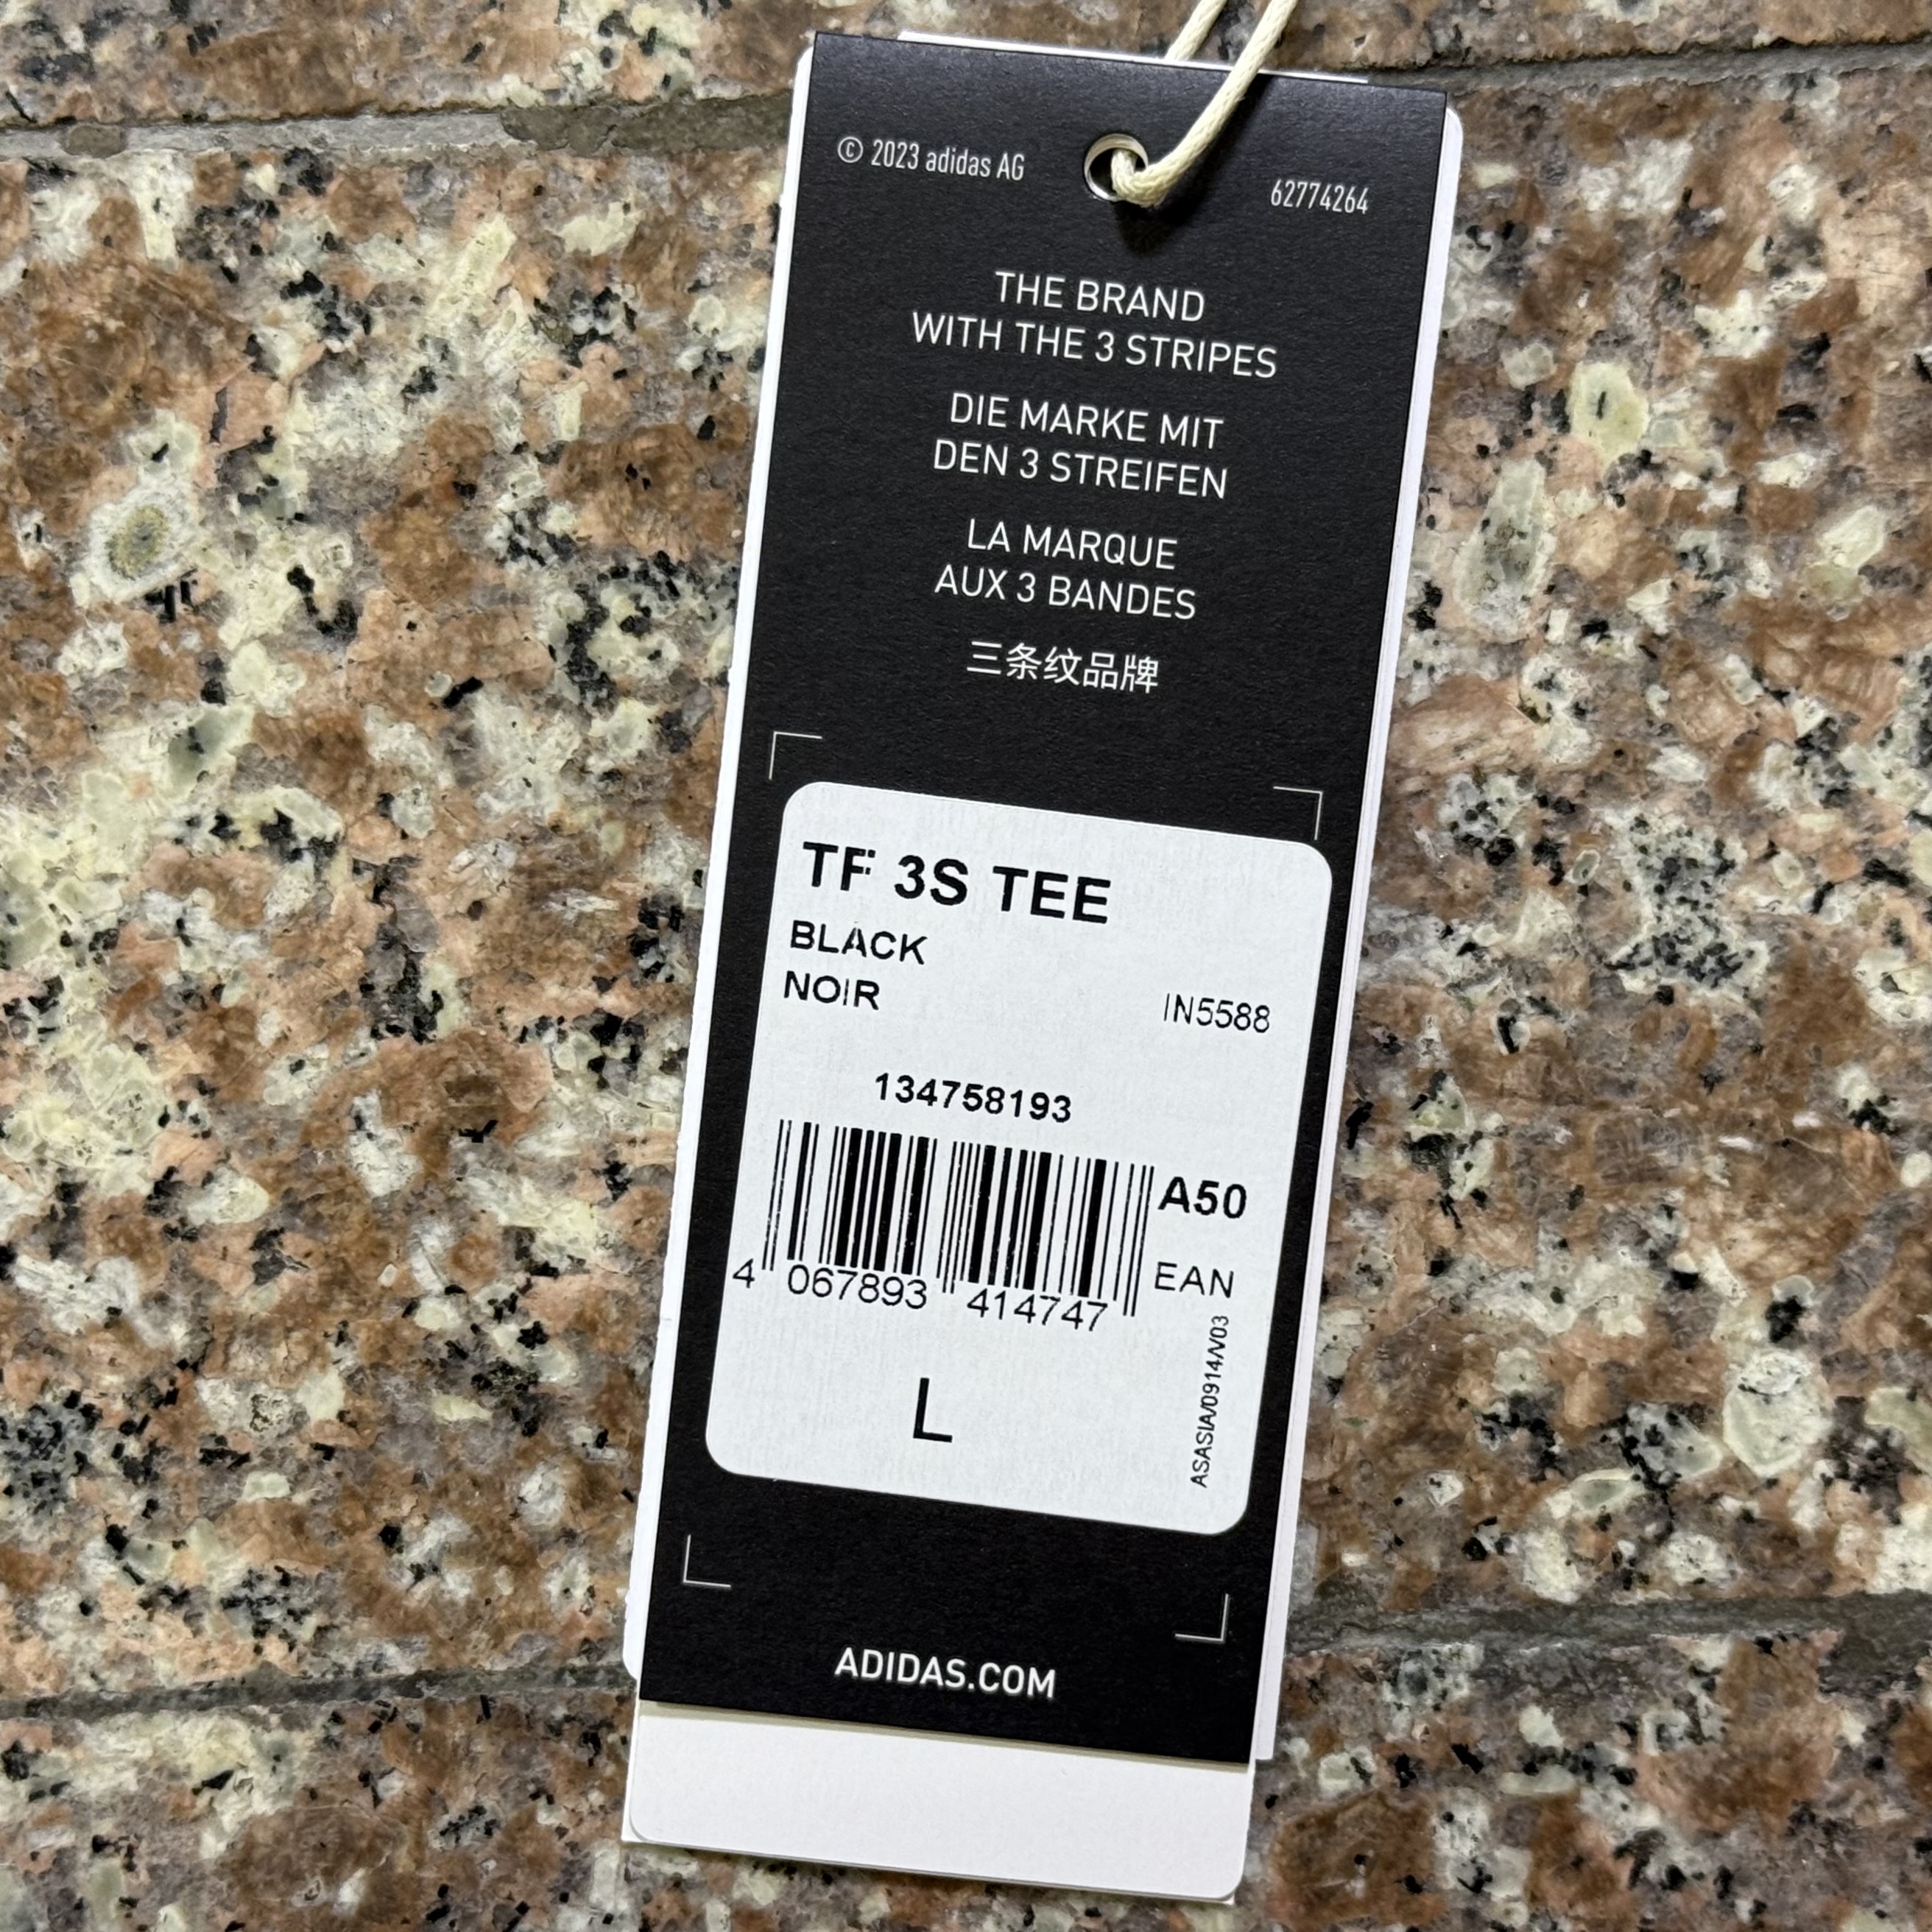 © 2023 adidas AG
62774264
THE BRAND
WITH THE 3 STRIPES
DIE MARKE MIT
DEN 3 STREIFEN
LA MARQUE
AUX 3 BANDES
三条纹品牌
TF 3S TEE
BLACK
NOIR
IN5588
134758193
A50
EAN
4 067893 414747
L
ASASIA/0914/V03
ADIDAS.COM